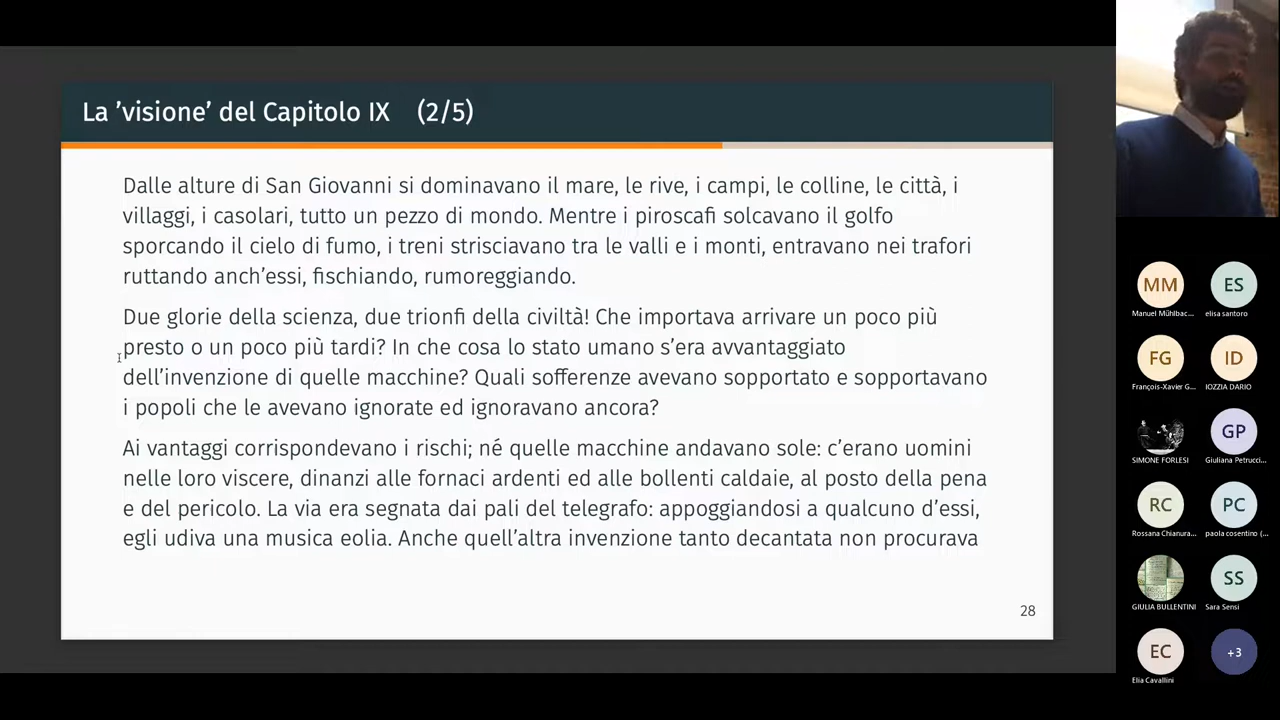 La ’visione’ del Capitolo IX (2/5)
Dalle alture di San Giovanni si dominavano il mare, le rive, i campi, le colline, le città, i
villaggi, i casolari, tutto un pezzo di mondo. Mentre i piroscafi solcavano il golfo
sporcando il cielo di fumo, i treni strisciavano tra le valli e i monti, entravano nei trafori
ruttando anch’essi, fischiando, rumoreggiando.
Due glorie della scienza, due trionfi della civiltà! Che importava arrivare un poco più
presto o un poco più tardi? In che cosa lo stato umano s’era avvantaggiato
dell’invenzione di quelle macchine? Quali sofferenze avevano sopportato e sopportavano
i popoli che le avevano ignorate ed ignoravano ancora?
Ai vantaggi corrispondevano i rischi; né quelle macchine andavano sole: c’erano uomini
nelle loro viscere, dinanzi alle fornaci ardenti ed alle bollenti caldaie, al posto della pena
e del pericolo. La via era segnata dai pali del telegrafo: appoggiandosi a qualcuno d’essi,
egli udiva una musica eolia. Anche quell’altra invenzione tanto decantata non procurava
28
MM
ES
Manuel Mühlbac...
elisa santoro
FG
ID
François-Xavier G...
IOZZIA DARIO
GP
SIMONE FORLESI
Giuliana Petrucci...
RC
PC
Rossana Chianura...
paola cosentino (...
SS
GIULIA BULLENTINI
Sara Sensi
EC
+3
Elia Cavallini